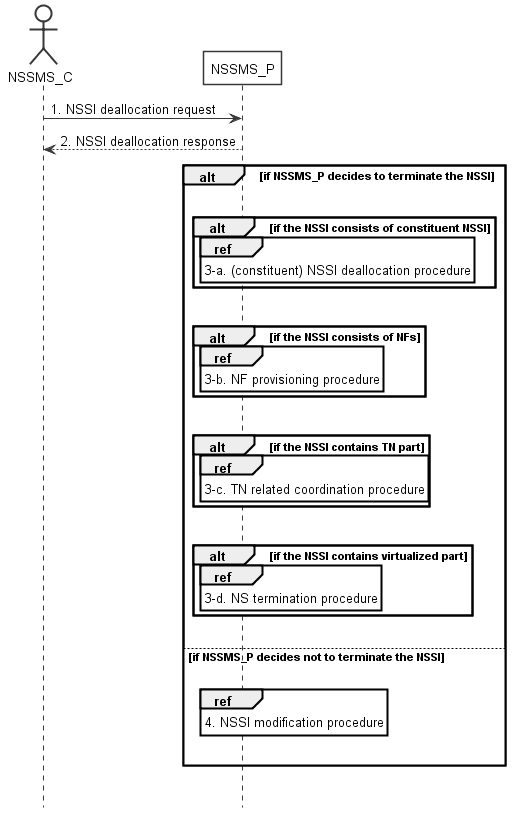 NSSMS_C
NSSMS_P
1. NSSI deallocation request
2. NSSI deallocation response
alt [if NSSMS_P decides to terminate the NSSI]
alt [if the NSSI consists of constituent NSSI]
ref
3-a. (constituent) NSSI deallocation procedure
alt [if the NSSI consists of NFs]
ref
3-b. NF provisioning procedure
alt [if the NSSI contains TN part]
ref
3-c. TN related coordination procedure
alt [if the NSSI contains virtualized part]
ref
3-d. NS termination procedure
[if NSSMS_P decides not to terminate the NSSI]
ref
4. NSSI modification procedure